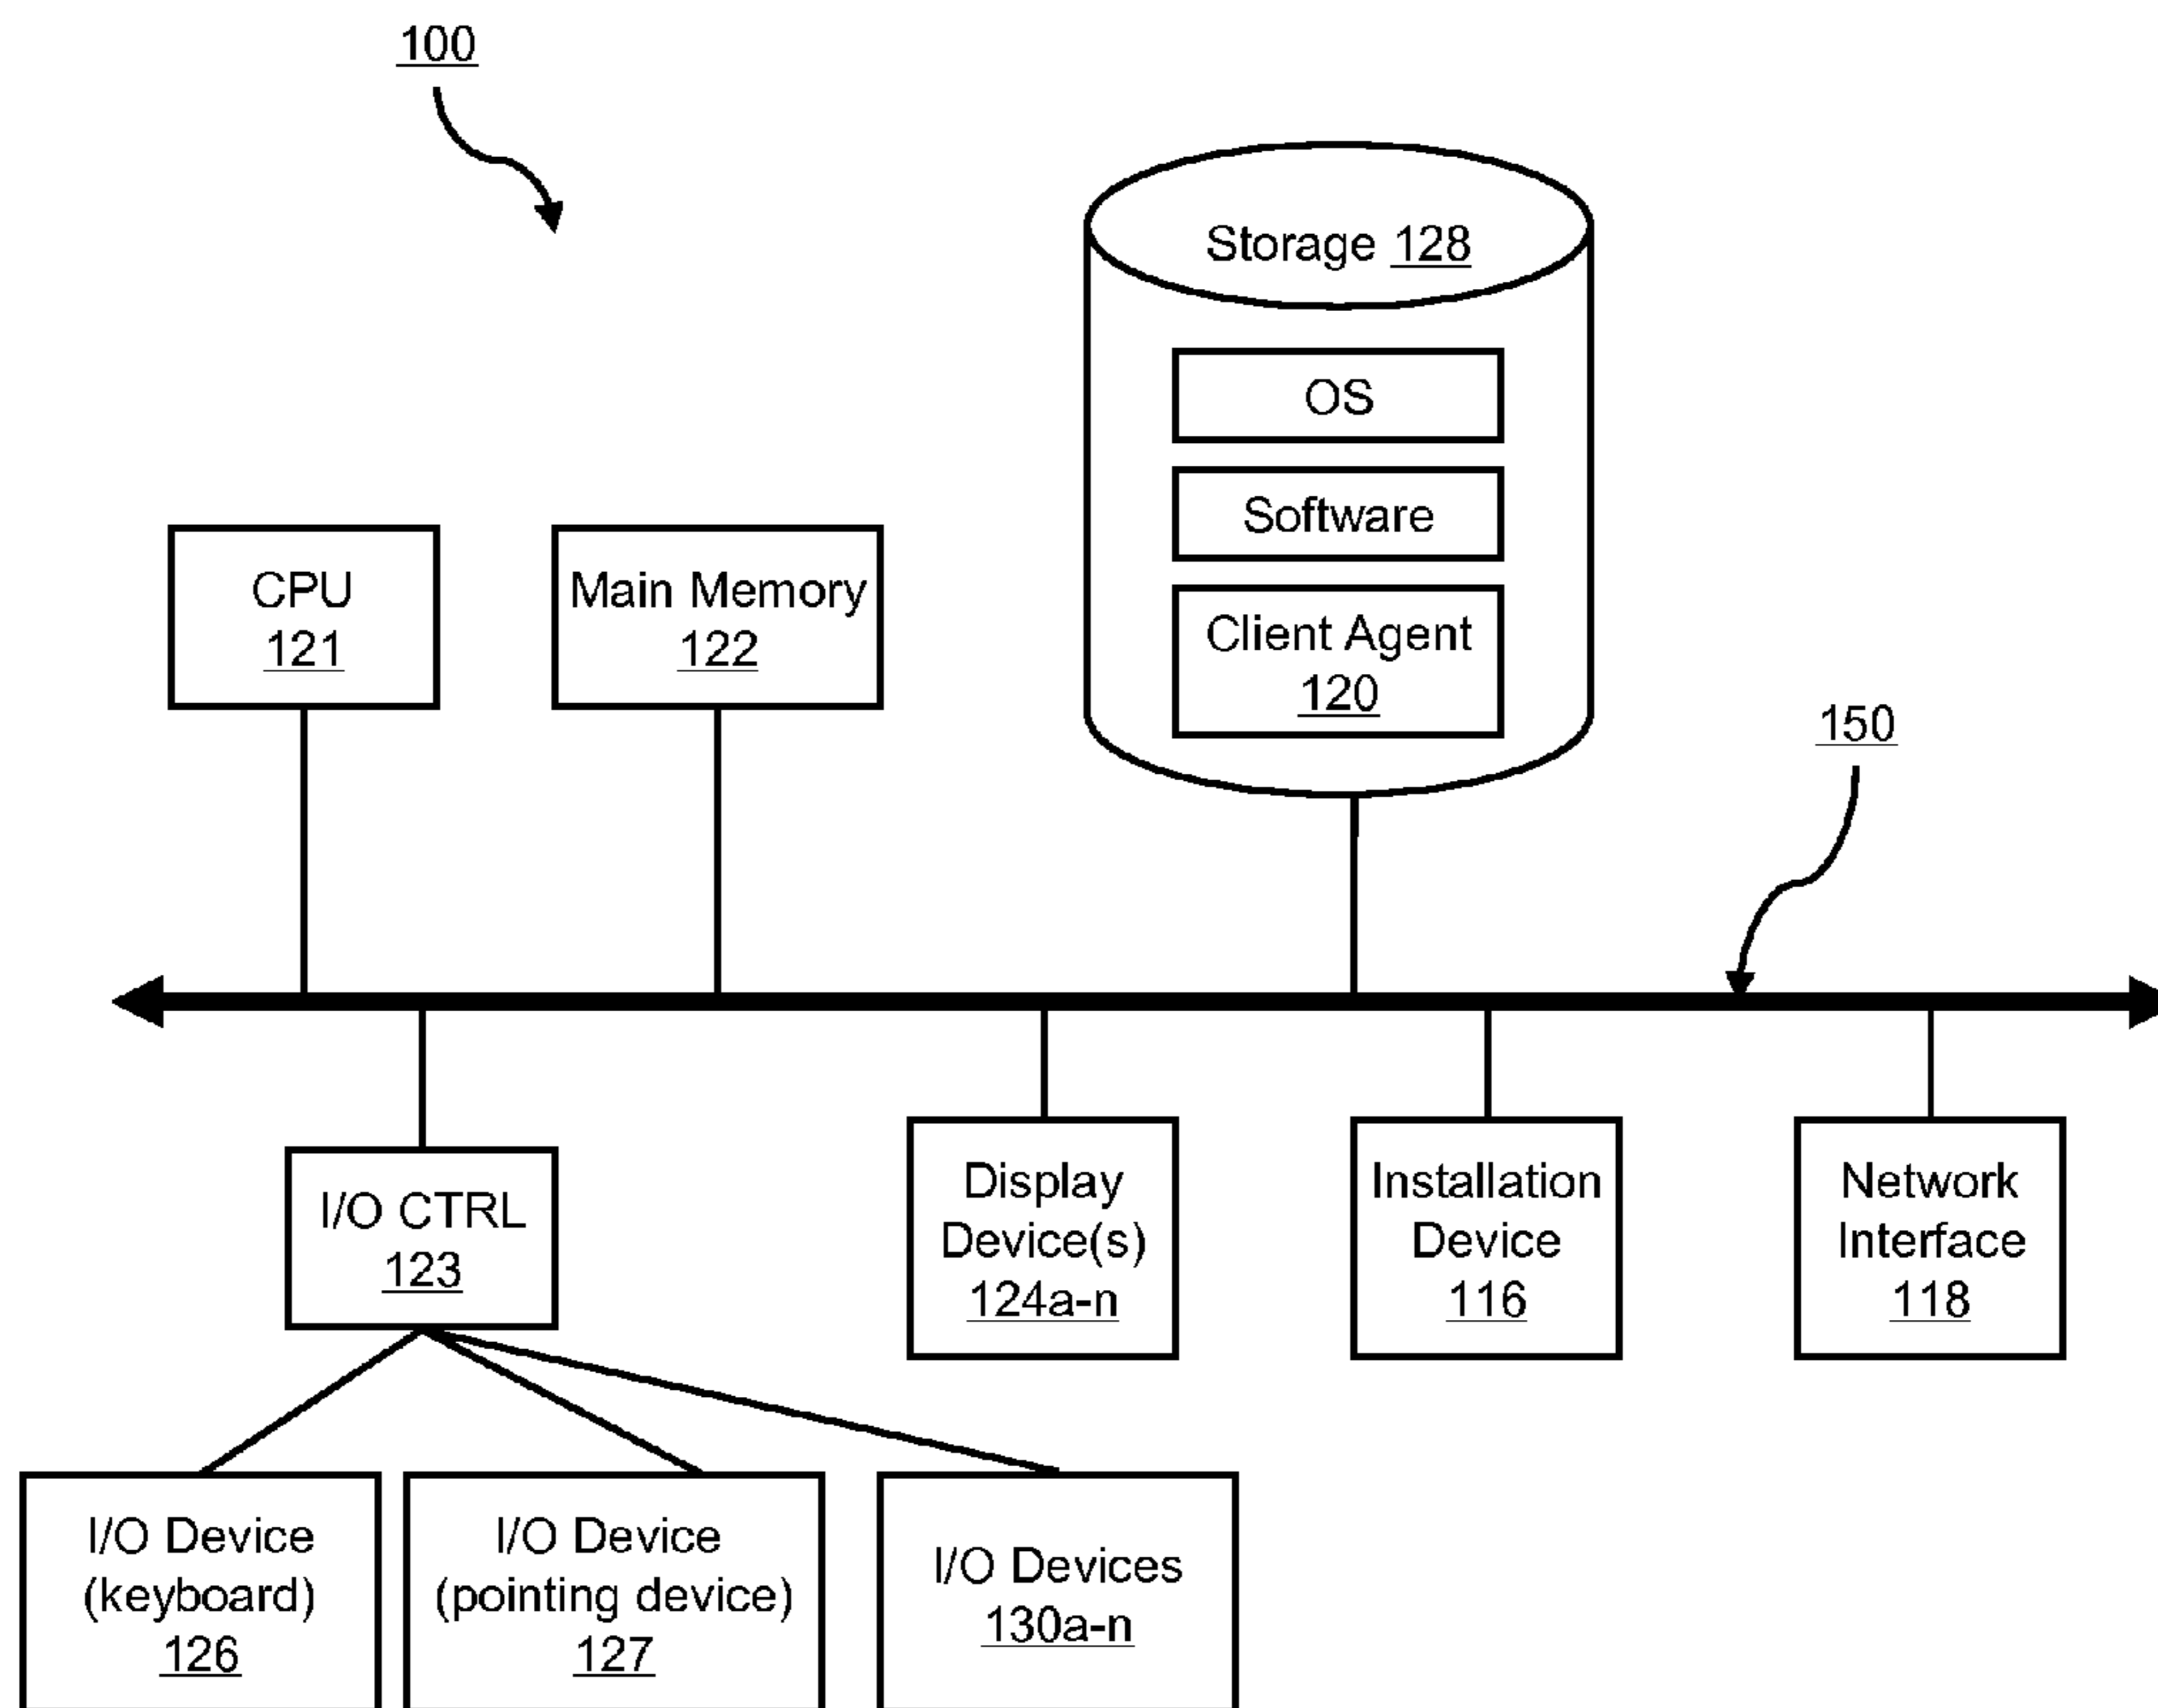 100
Storage 128
OS
Software
Client Agent
120
CPU
121
Main Memory
122
150
I/O CTRL
123
Display
Device(s)
124a-n
Installation
Device
116
Network
Interface
118
I/O Device
(keyboard)
126
I/O Device
(pointing device)
127
I/O Devices
130a-n